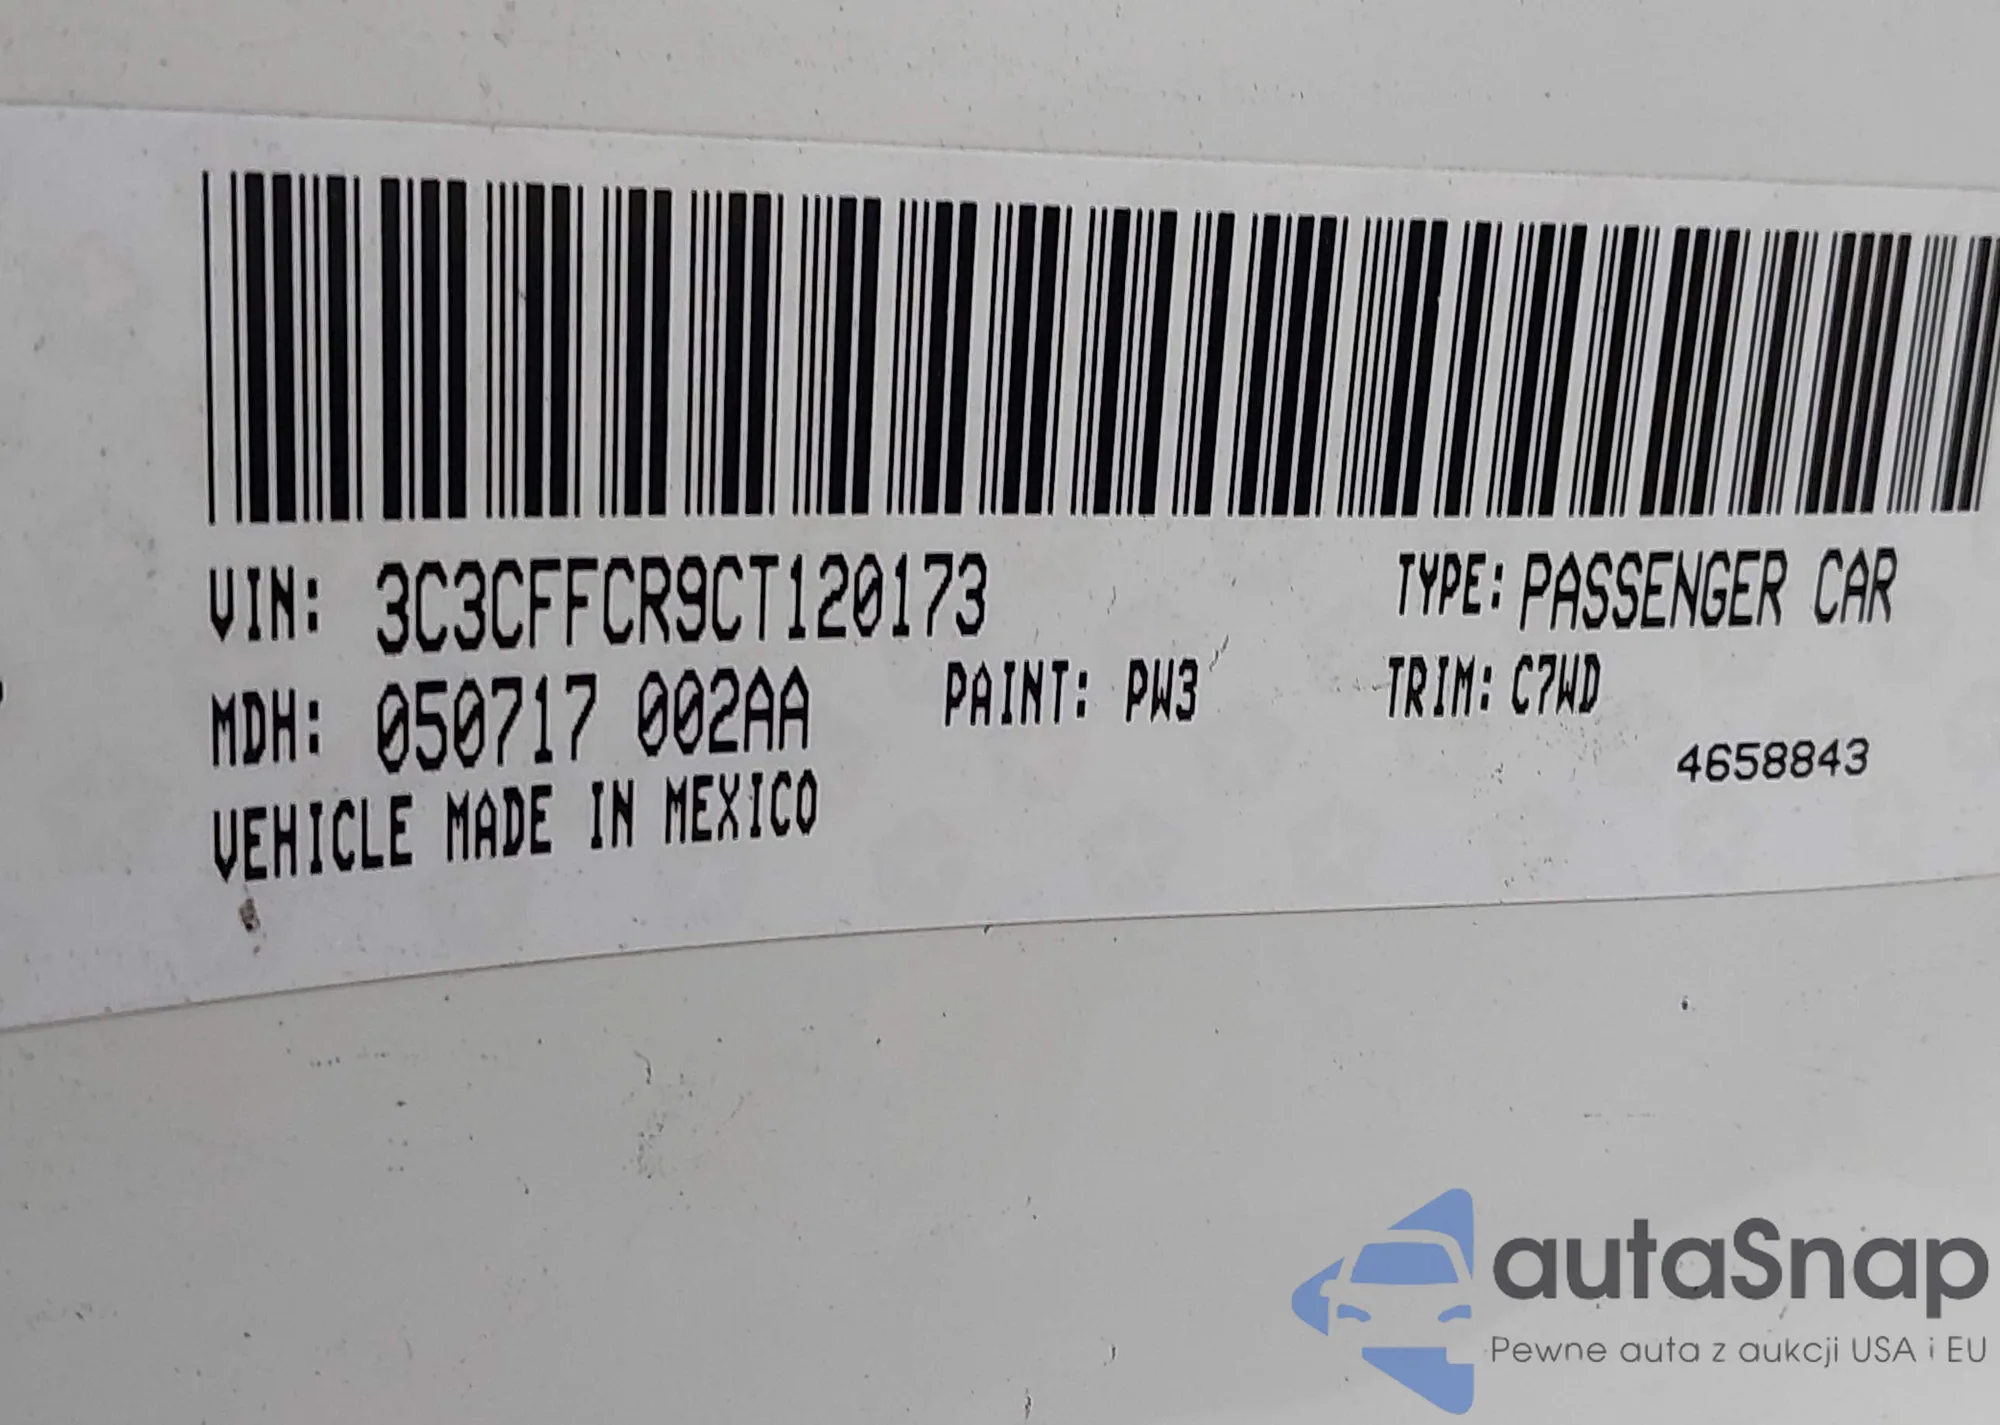 VIN: 3C3CFFCR9CT120173 TYPE: PASSENGER CAR
MDH: 050717 002AA PAINT: PW3 TRIM: C7WD
4658843
VEHICLE MADE IN MEXICO
autaSnap
Pewne auta z aukcji USA i EU